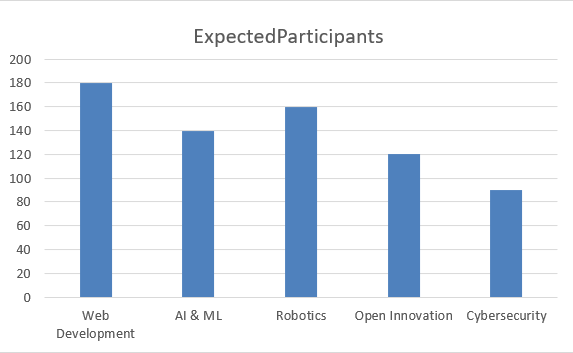 ExpectedParticipants
200
180
160
140
120
100
80
60
40
20
0
Web
Development
AI & ML
Robotics
Open Innovation
Cybersecurity